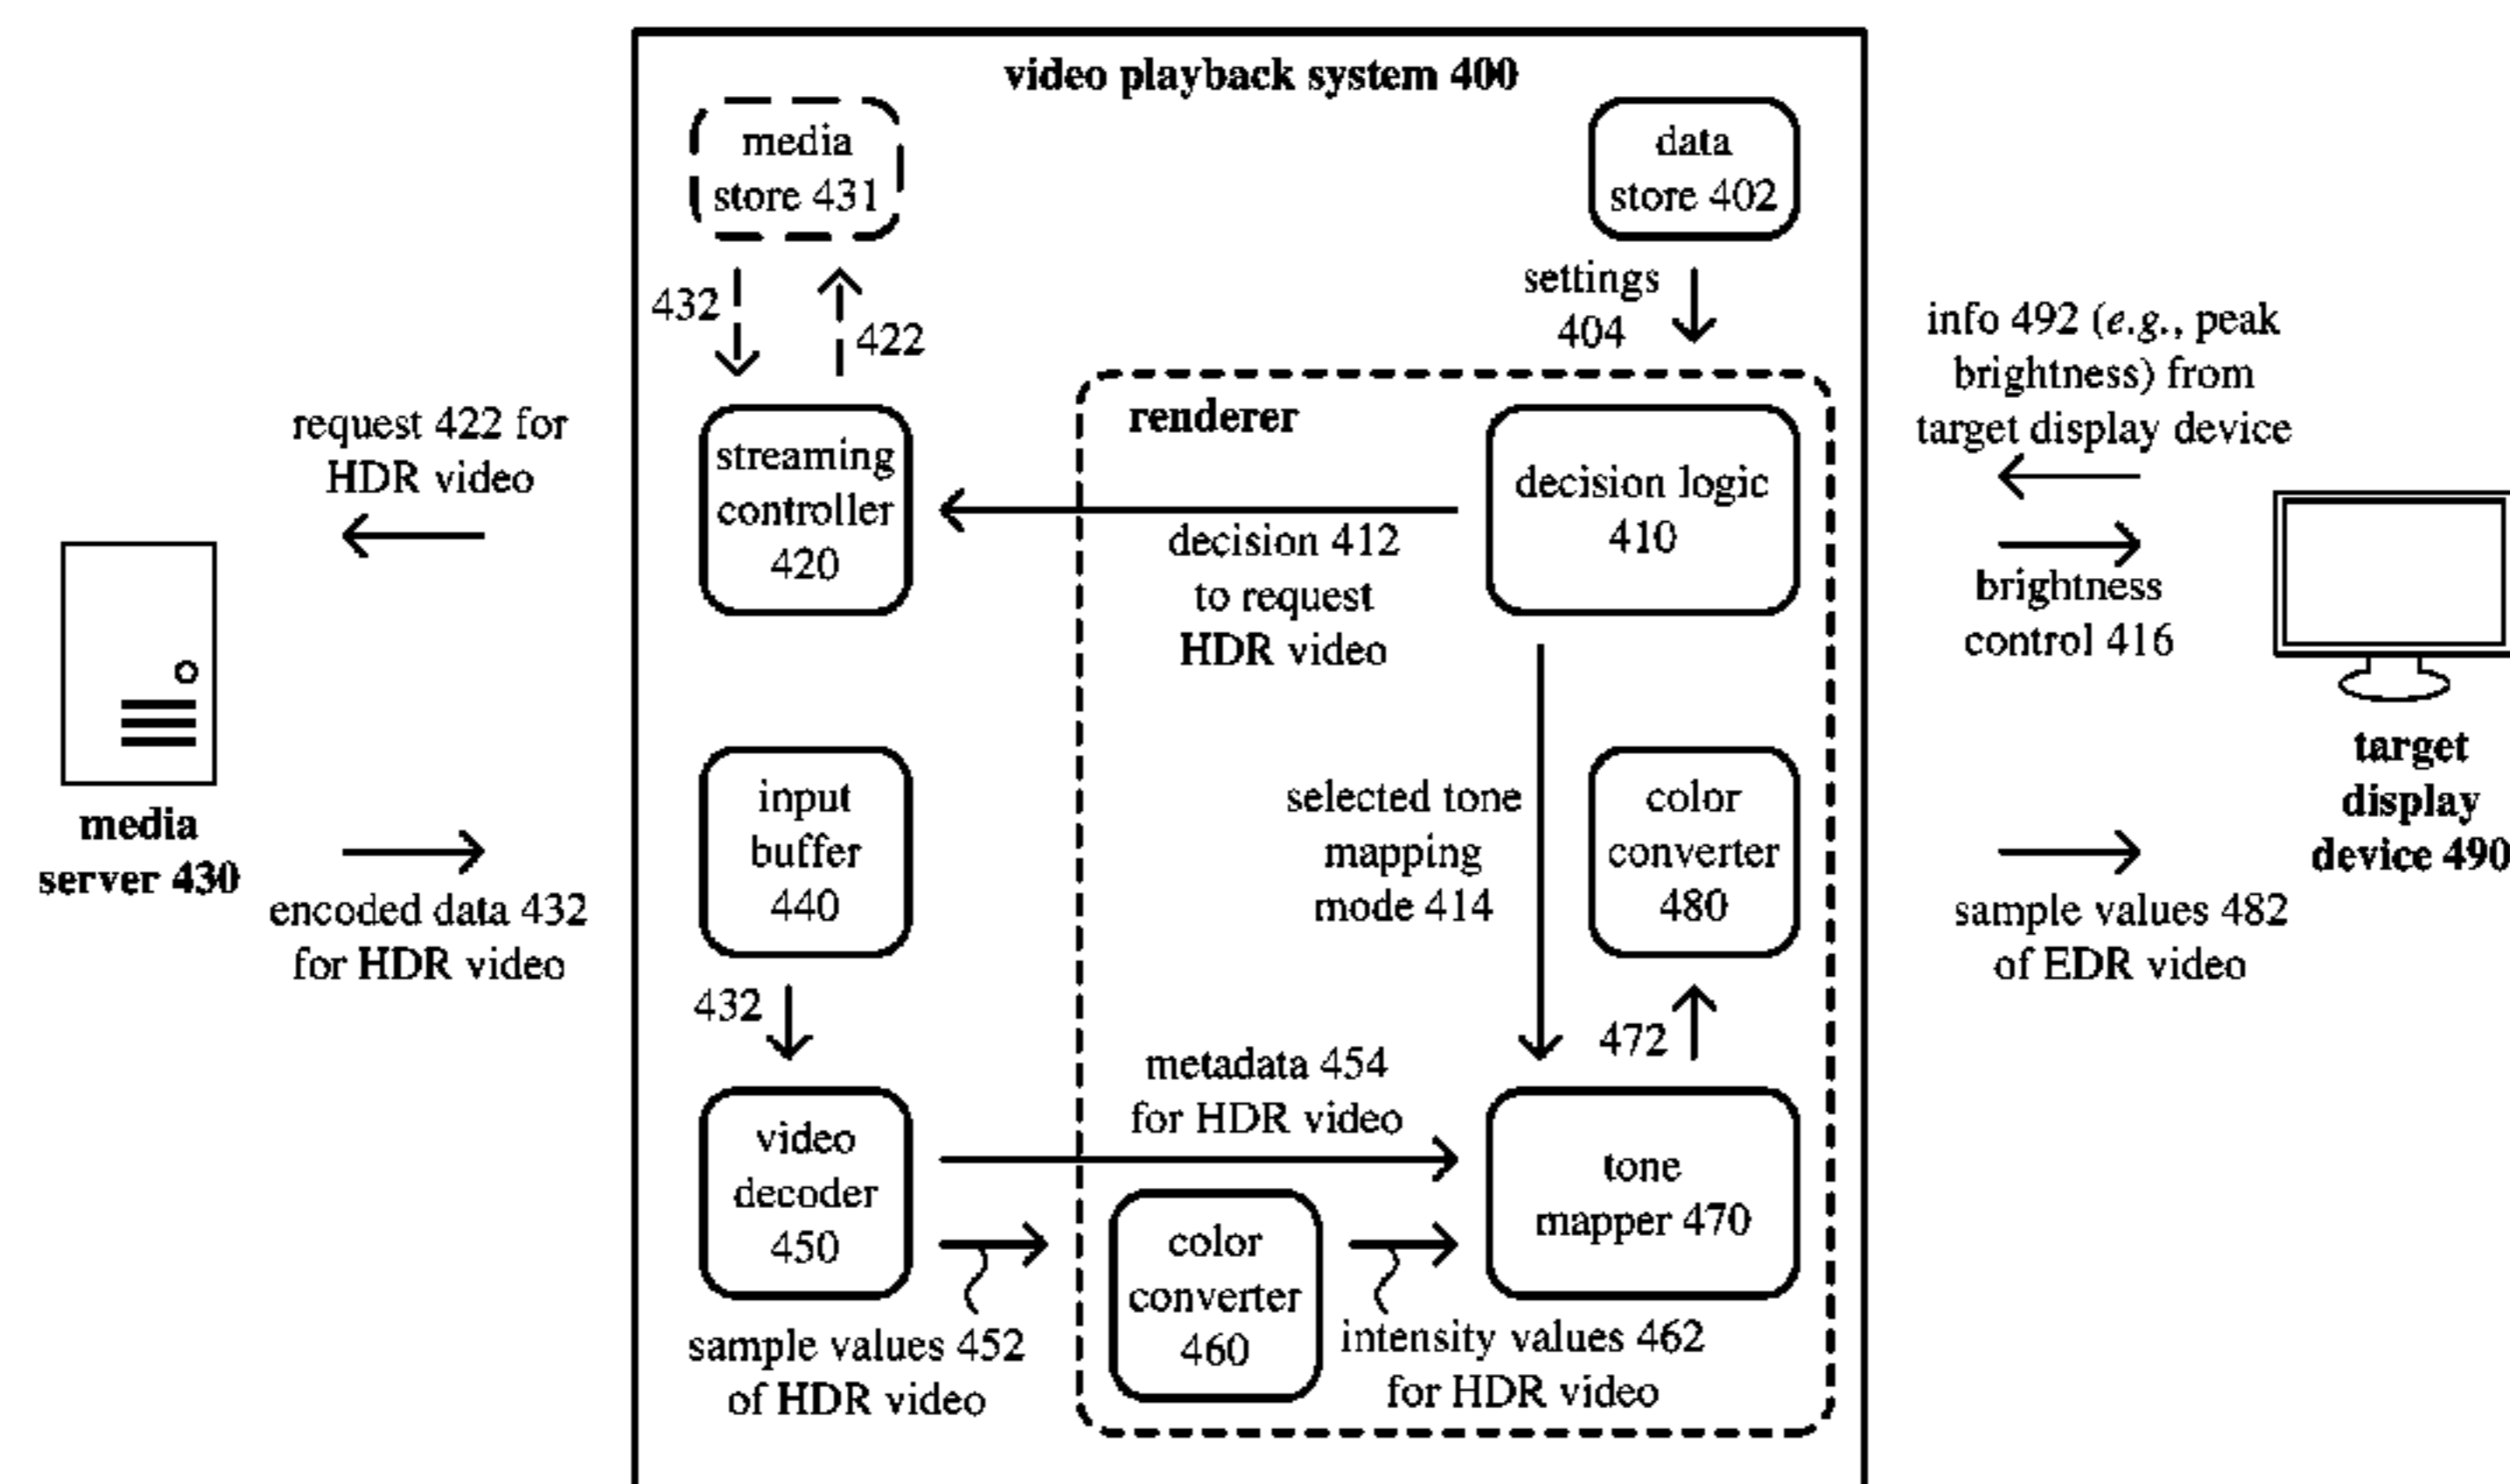 video playback system 400
media
store 431
data
store 402
432
422
settings
404
info 492 (e.g., peak
brightness) from
target display device
request 422 for
HDR video
streaming
controller
420
renderer
decision logic
410
decision 412
to request
HDR video
brightness
control 416
media
server 430
encoded data 432
for HDR video
input
buffer
440
selected tone
mapping
mode 414
color
converter
480
target
display
device 490
sample values 482
of EDR video
432
472
metadata 454
for HDR video
video
decoder
450
color
converter
460
tone
mapper 470
sample values 452
of HDR video
intensity values 462
for HDR video